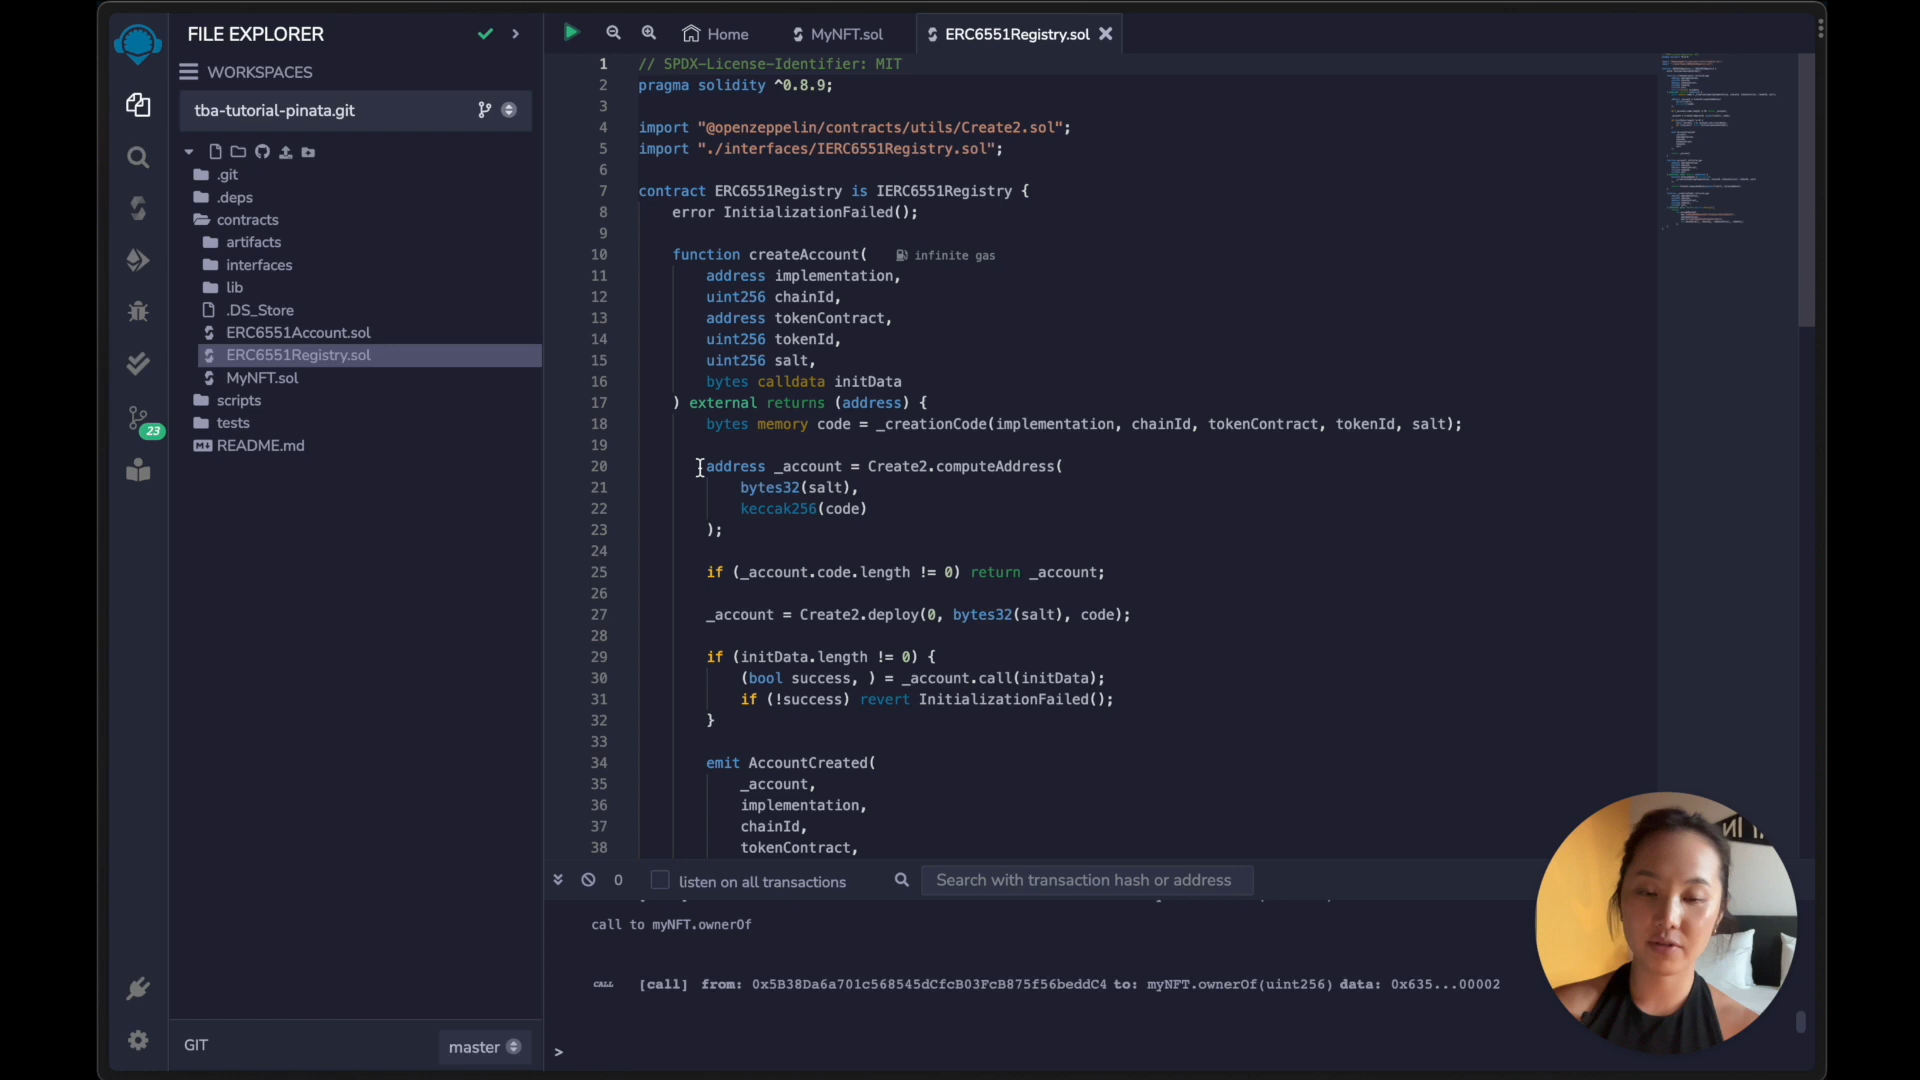 FILE EXPLORER
WORKSPACES
tba-tutorial-pinata.git
.git
.deps
contracts
artifacts
interfaces
lib
.DS_Store
ERC6551Account.sol
ERC6551Registry.sol
MyNFT.sol
scripts
tests
README.md
23
GIT
master
Home
MyNFT.sol
ERC6551Registry.sol
1 // SPDX-License-Identifier: MIT
2 pragma solidity ^0.8.9;
3
4 import "@openzeppelin/contracts/utils/Create2.sol";
5 import "./interfaces/IERC6551Registry.sol";
6
7 contract ERC6551Registry is IERC6551Registry {
8 error InitializationFailed();
9
10 function createAccount( infinite gas
11 address implementation,
12 uint256 chainId,
13 address tokenContract,
14 uint256 tokenId,
15 uint256 salt,
16 bytes calldata initData
17 ) external returns (address) {
18 bytes memory code = _creationCode(implementation, chainId, tokenContract, tokenId, salt);
19
20 address _account = Create2.computeAddress(
21 bytes32(salt),
22 keccak256(code)
23 );
24
25 if (_account.code.length != 0) return _account;
26
27 _account = Create2.deploy(0, bytes32(salt), code);
28
29 if (initData.length != 0) {
30 (bool success, ) = _account.call(initData);
31 if (!success) revert InitializationFailed();
32 }
33
34 emit AccountCreated(
35 _account,
36 implementation,
37 chainId,
38 tokenContract,
0 listen on all transactions Search with transaction hash or address
call to myNFT.ownerOf
CALL [call] from: 0x5B38Da6a701c568545dCfcB03FcB875f56beddC4 to: myNFT.ownerOf(uint256) data: 0x635...00002
>